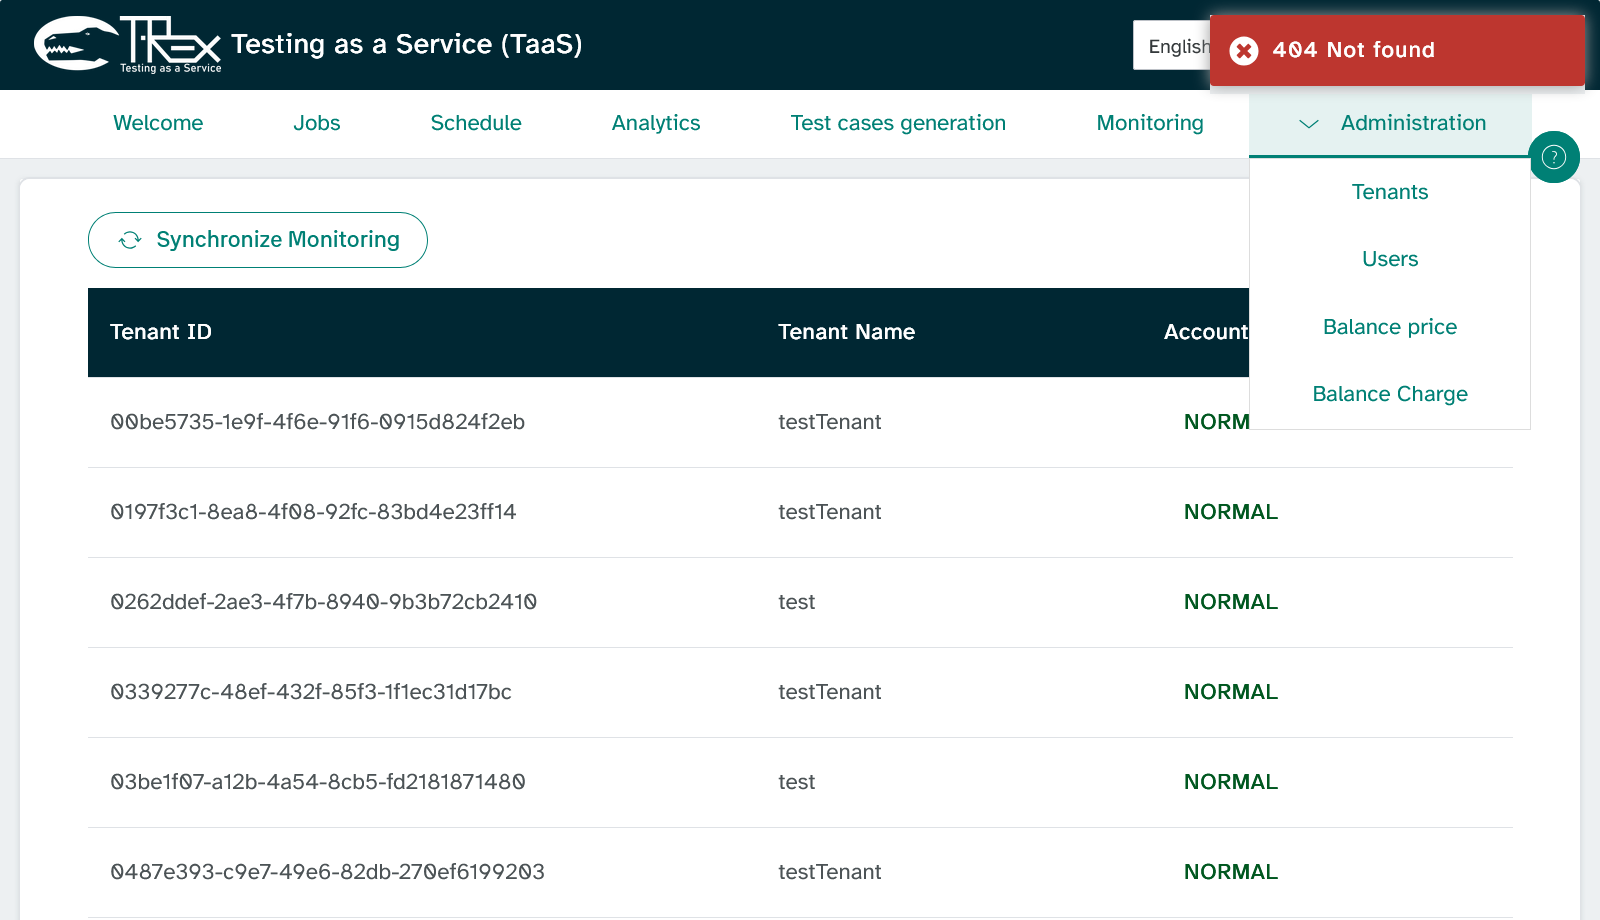 T-REX
Testing as a Service
Testing as a Service (TaaS)
English
404 Not found
Welcome
Jobs
Schedule
Analytics
Test cases generation
Monitoring
Administration
?
Tenants
Users
Balance price
Balance Charge
Synchronize Monitoring
Tenant ID
Tenant Name
Account
00be5735-1e9f-4f6e-91f6-0915d824f2eb
testTenant
NORM
0197f3c1-8ea8-4f08-92fc-83bd4e23ff14
testTenant
NORMAL
0262ddef-2ae3-4f7b-8940-9b3b72cb2410
test
NORMAL
0339277c-48ef-432f-85f3-1f1ec31d17bc
testTenant
NORMAL
03be1f07-a12b-4a54-8cb5-fd2181871480
test
NORMAL
0487e393-c9e7-49e6-82db-270ef6199203
testTenant
NORMAL